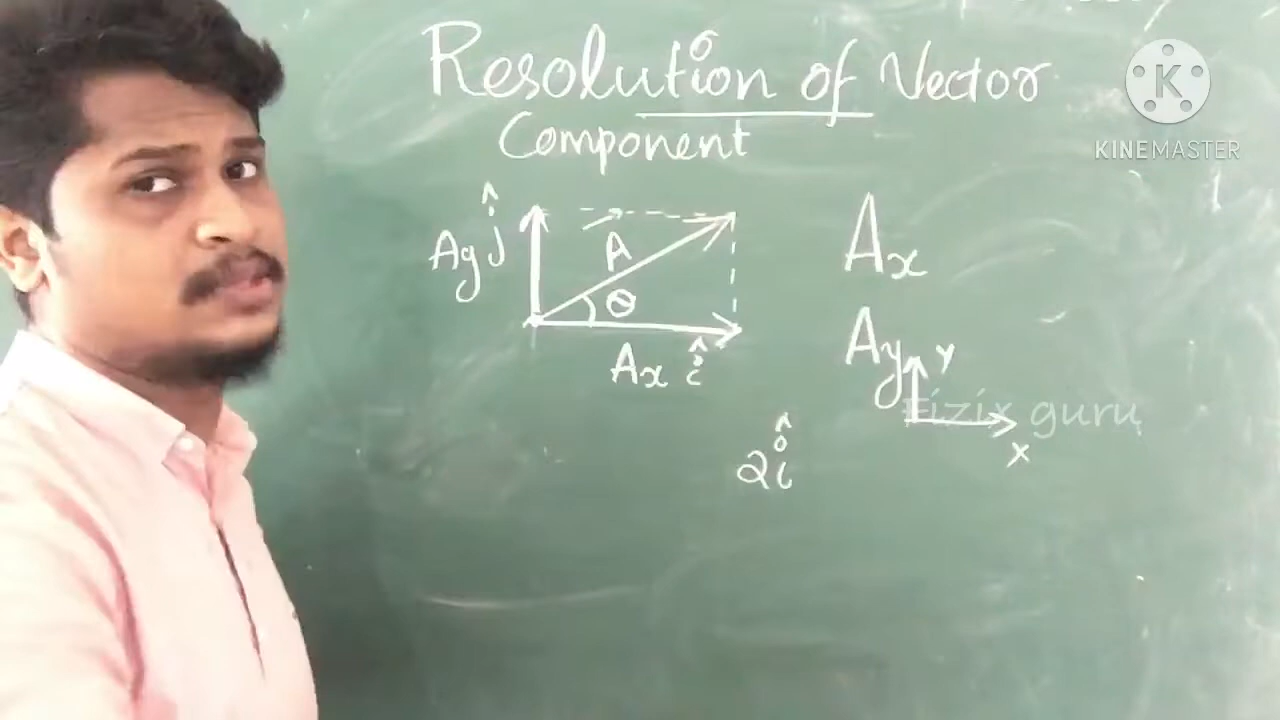 Resolution of Vector
Component
KINEMASTER
K
Ay ĵ
A
θ
Ax î
Ax
Ay
Y
X
Fizix guru
2î